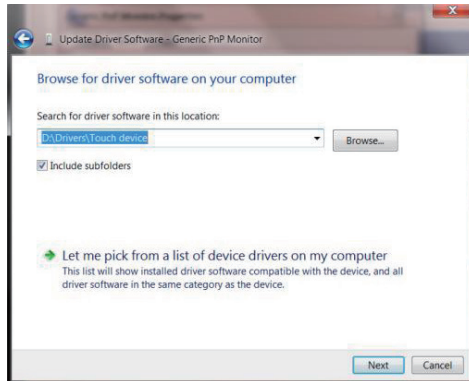 Update Driver Software - Generic PnP Monitor
Browse for driver software on your computer
Search for driver software in this location:
D:\Drivers\Touch device
Browse...
Include subfolders
Let me pick from a list of device drivers on my computer
This list will show installed driver software compatible with the device, and all
driver software in the same category as the device.
Next Cancel